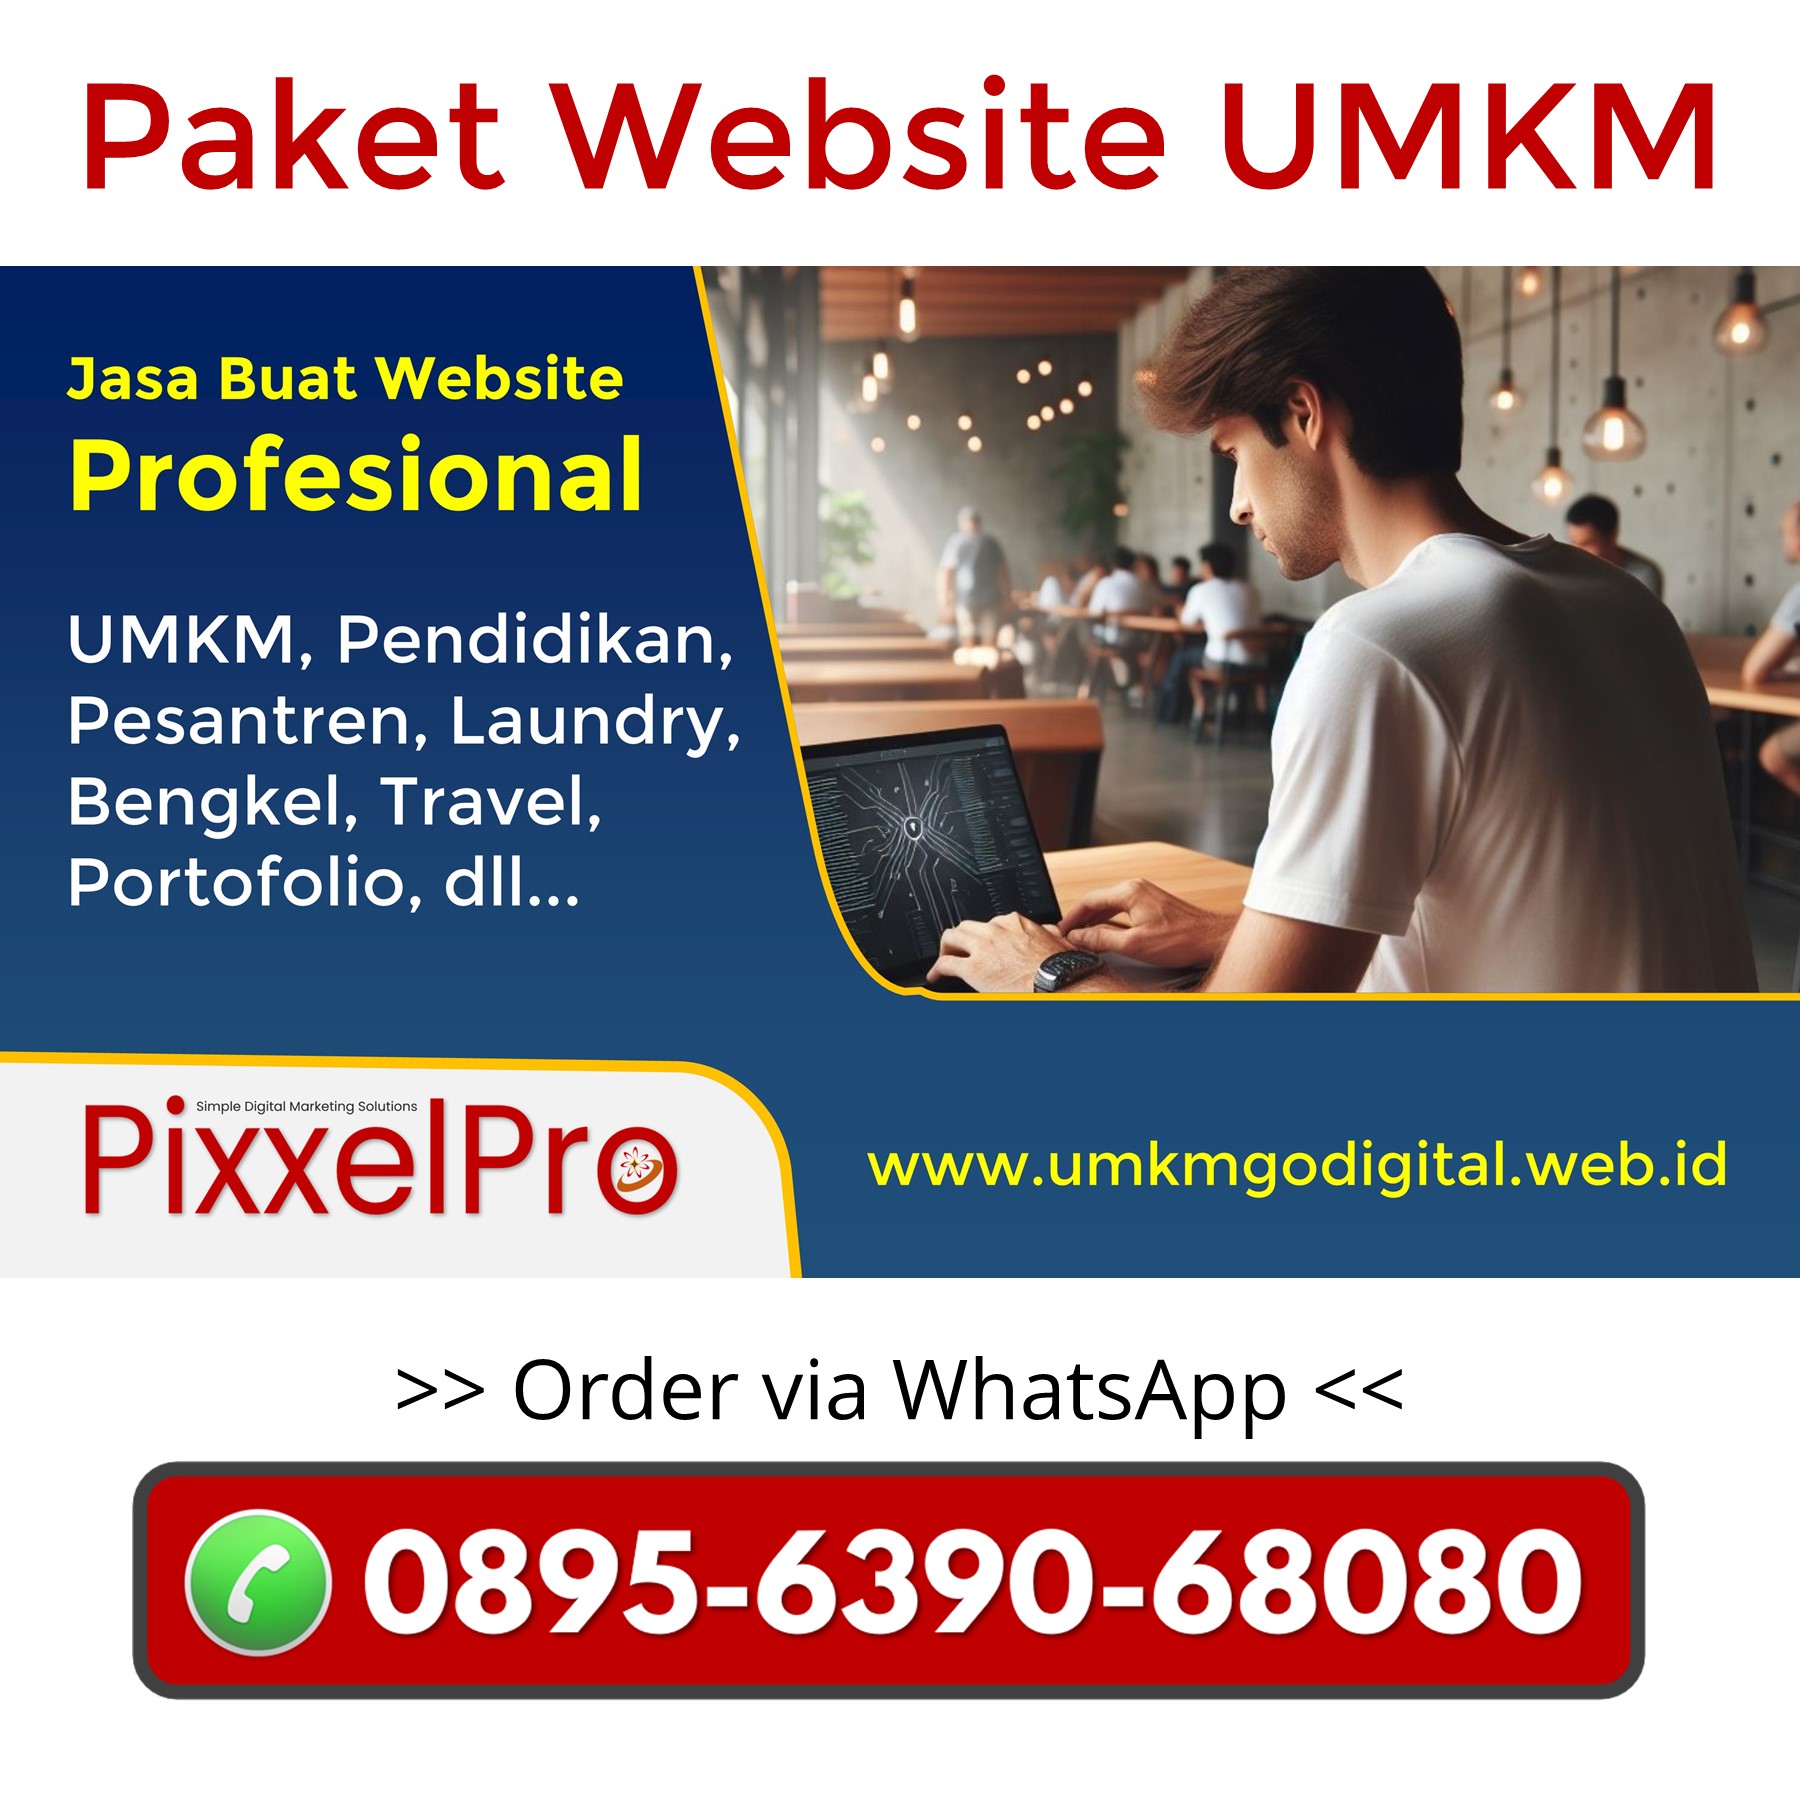 Paket Website UMKM
Jasa Buat Website
Profesional
UMKM, Pendidikan,
Pesantren, Laundry,
Bengkel, Travel,
Portofolio, dll...
Simple Digital Marketing Solutions
PixxelPro
www.umkmgodigital.web.id
>> Order via WhatsApp <<
0895-6390-68080